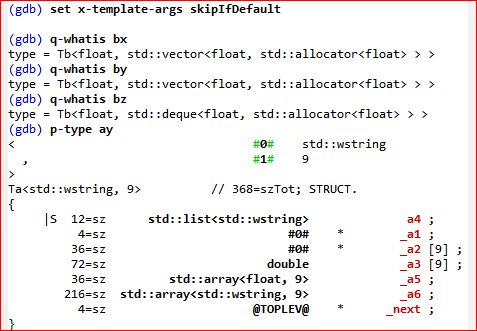 (gdb) set x-template-args skipIfDefault
(gdb) q-whatis bx
type = Tb<float, std::vector<float, std::allocator<float> > >
(gdb) q-whatis by
type = Tb<float, std::vector<float, std::allocator<float> > >
(gdb) q-whatis bz
type = Tb<float, std::deque<float, std::allocator<float> > >
(gdb) p-type ay
< #0# std::wstring
, #1# 9
>
Ta<std::wstring, 9> // 368=szTot; STRUCT.
{
|S 12=sz std::list<std::wstring> a4 ;
4=sz #0# * _a1 ;
36=sz #0# * _a2 [9] ;
72=sz double _a3 [9] ;
36=sz std::array<float, 9> _a5 ;
216=sz std::array<std::wstring, 9> _a6 ;
4=sz @TOPLEV@ * _next ;
}